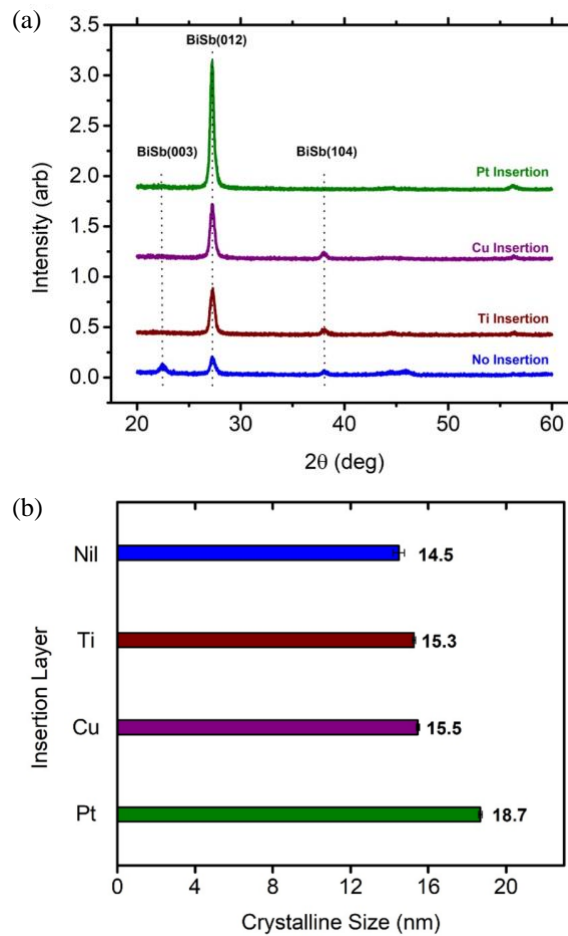 (a)
3.5
BiSb(012)
3.0
2.5
BiSb(003)
BiSb(104)
2.0
Pt Insertion
1.5
Cu Insertion
1.0
Ti Insertion
0.5
No Insertion
0.0
Intensity (arb)
20 30 40 50 60
2θ (deg)
(b)
Nil
14.5
Ti
15.3
Cu
15.5
Pt
18.7
Insertion Layer
0 4 8 12 16 20
Crystalline Size (nm)